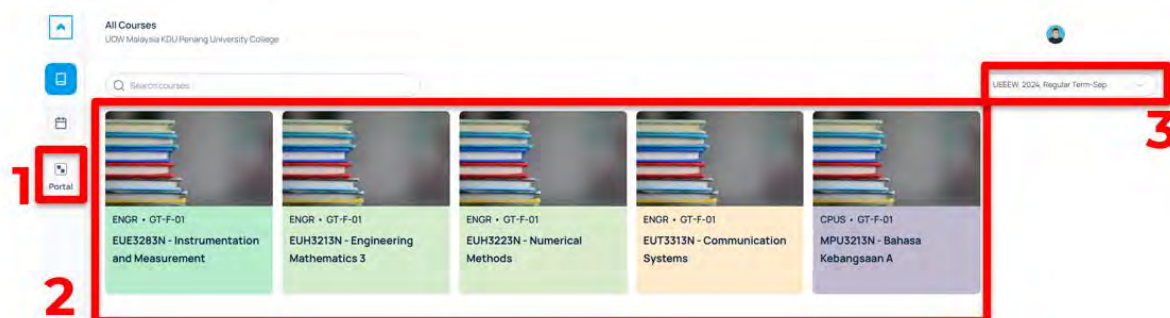 All Courses
UOW Malaysia KDU Penang University College
Search courses
UEEEW, 2024, Regular Term-Sep
3
1
Portal
ENGR • GT-F-01
EUE3283N - Instrumentation
and Measurement
ENGR • GT-F-01
EUH3213N - Engineering
Mathematics 3
ENGR • GT-F-01
EUH3223N - Numerical
Methods
ENGR • GT-F-01
EUT3313N - Communication
Systems
CPUS • GT-F-01
MPU3213N - Bahasa
Kebangsaan A
2